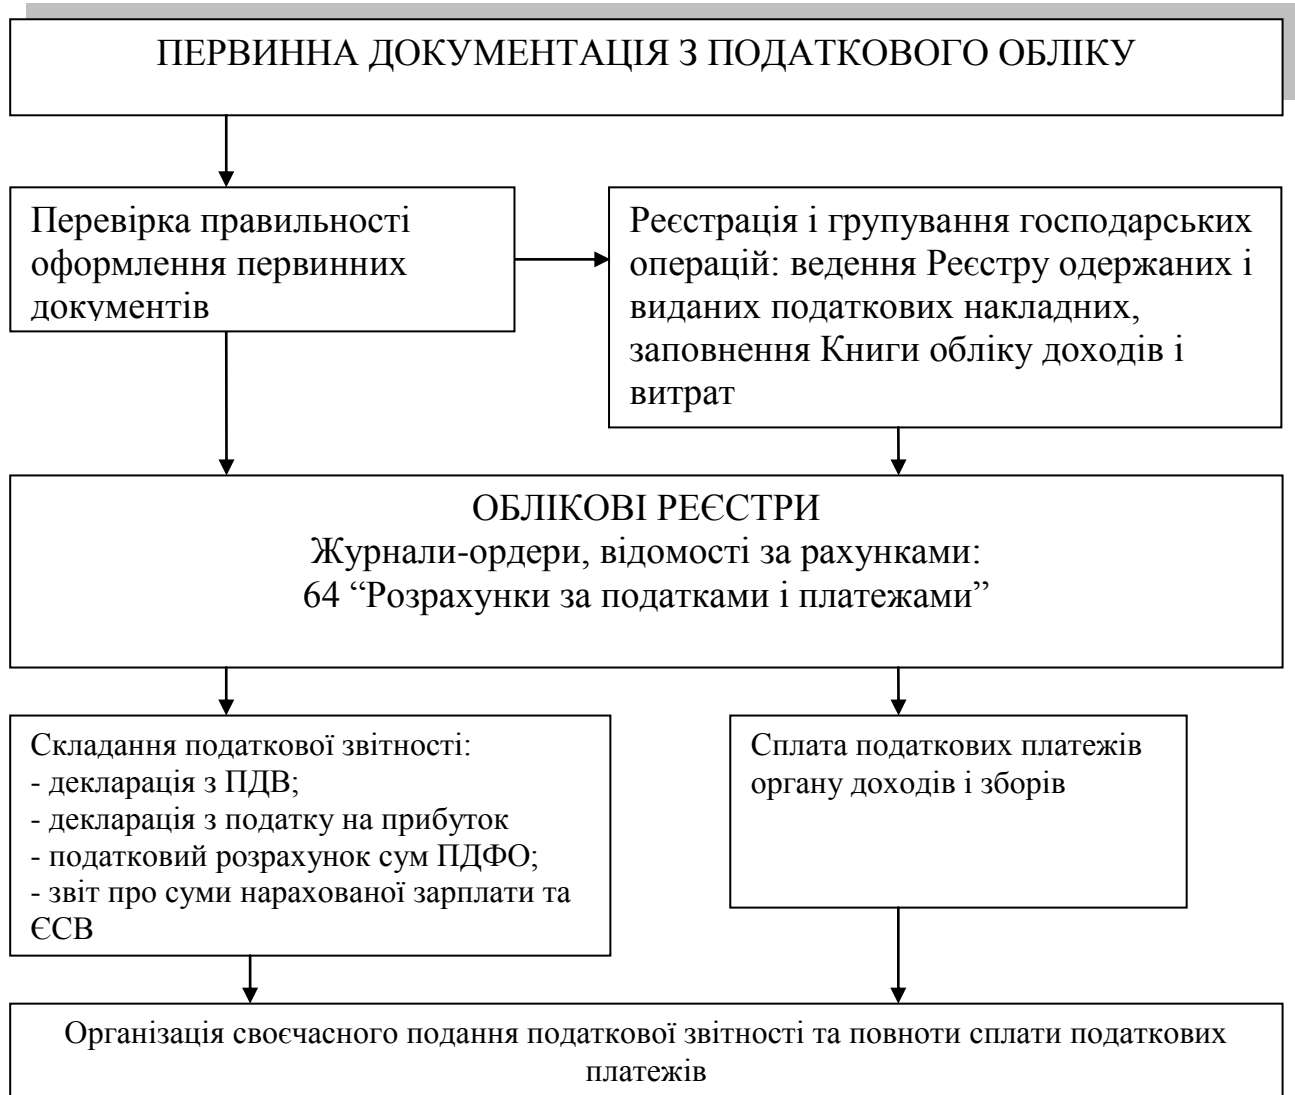 ПЕРВИННА ДОКУМЕНТАЦІЯ З ПОДАТКОВОГО ОБЛІКУ
Перевірка правильності
оформлення первинних
документів
Реєстрація і групування господарських
операцій: ведення Реєстру одержаних і
виданих податкових накладних,
заповнення Книги обліку доходів і
витрат
ОБЛІКОВІ РЕЄСТРИ
Журнали-ордери, відомості за рахунками:
64 “Розрахунки за податками і платежами”
Складання податкової звітності:
- декларація з ПДВ;
- декларація з податку на прибуток
- податковий розрахунок сум ПДФО;
- звіт про суми нарахованої зарплати та
ЄСВ
Сплата податкових платежів
органу доходів і зборів
Організація своєчасного подання податкової звітності та повноти сплати податкових
платежів